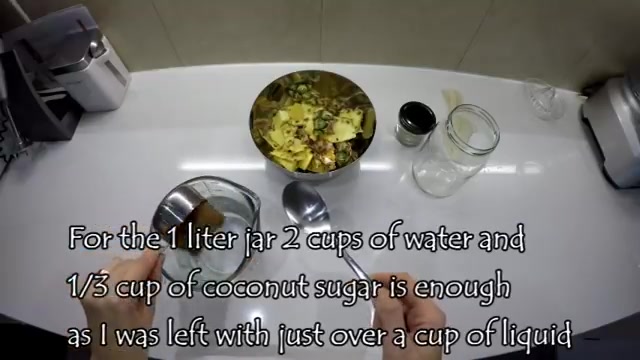 For the 1 liter jar 2 cups of water and
1/3 cup of coconut sugar is enough
as I was left with just over a cup of liquid